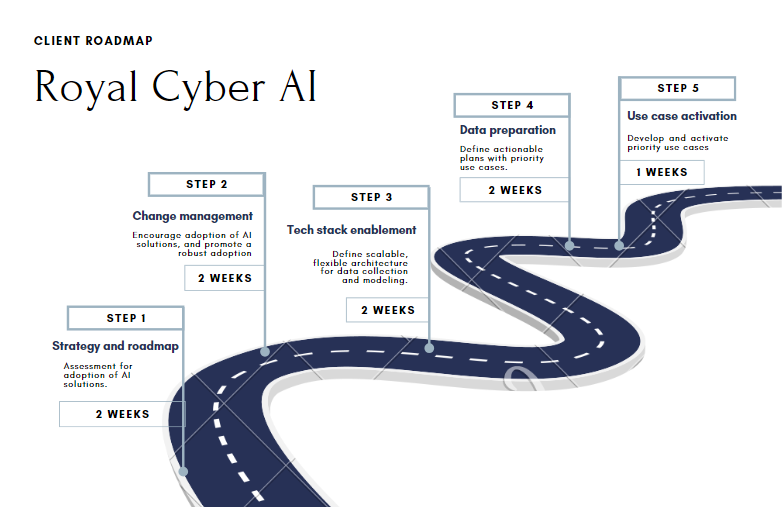 CLIENT ROADMAP
Royal Cyber AI
STEP 1
Strategy and roadmap
Assessment for
adoption of AI
solutions.
2 WEEKS
STEP 2
Change management
Encourage adoption of AI
solutions, and promote a
robust adoption
2 WEEKS
STEP 3
Tech stack enablement
Define scalable,
flexible architecture
for data collection
and modeling.
2 WEEKS
STEP 4
Data preparation
Define actionable
plans with priority
use cases.
2 WEEKS
STEP 5
Use case activation
Develop and activate
priority use cases
1 WEEKS